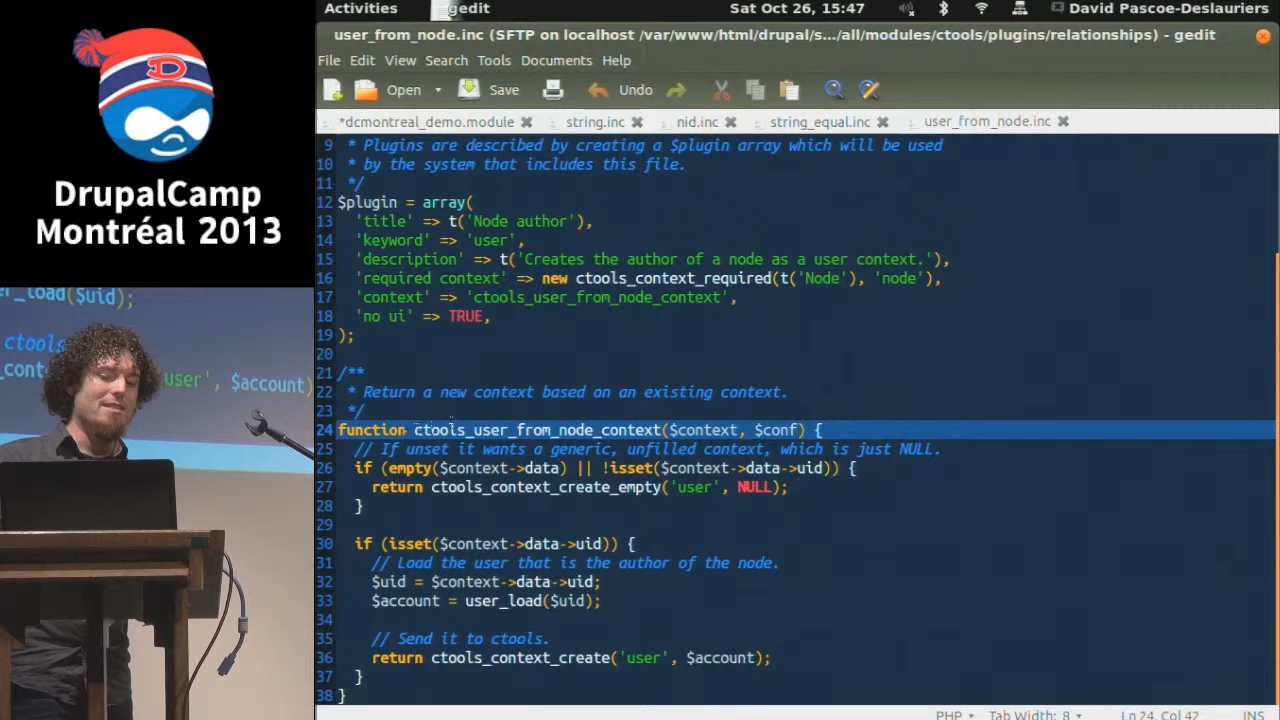 Activities
gedit
Sat Oct 26, 15:47
David Pascoe-Deslauriers
user_from_node.inc (SFTP on localhost /var/www/html/drupal/s.../all/modules/ctools/plugins/relationships) - gedit
File Edit View Search Tools Documents Help
Open Save Undo
*dcmontreal_demo.module string.inc nid.inc string_equal.inc user_from_node.inc
9 * Plugins are described by creating a $plugin array which will be used
10 * by the system that includes this file.
11 */
12 $plugin = array(
13 'title' => t('Node author'),
14 'keyword' => 'user',
15 'description' => t('Creates the author of a node as a user context.'),
16 'required context' => new ctools_context_required(t('Node'), 'node'),
17 'context' => 'ctools_user_from_node_context',
18 'no ui' => TRUE,
19 );
20
21 /**
22 * Return a new context based on an existing context.
23 */
24 function ctools_user_from_node_context($context, $conf) {
25 // If unset it wants a generic, unfilled context, which is just NULL.
26 if (empty($context->data) || !isset($context->data->uid)) {
27 return ctools_context_create_empty('user', NULL);
28 }
29
30 if (isset($context->data->uid)) {
31 // Load the user that is the author of the node.
32 $uid = $context->data->uid;
33 $account = user_load($uid);
34
35 // Send it to ctools.
36 return ctools_context_create('user', $account);
37 }
38 }
PHP Tab Width: 8 Ln 24, Col 42 INS
DrupalCamp
Montréal 2013
er_load($uid);
ctools
_cont user', $account)